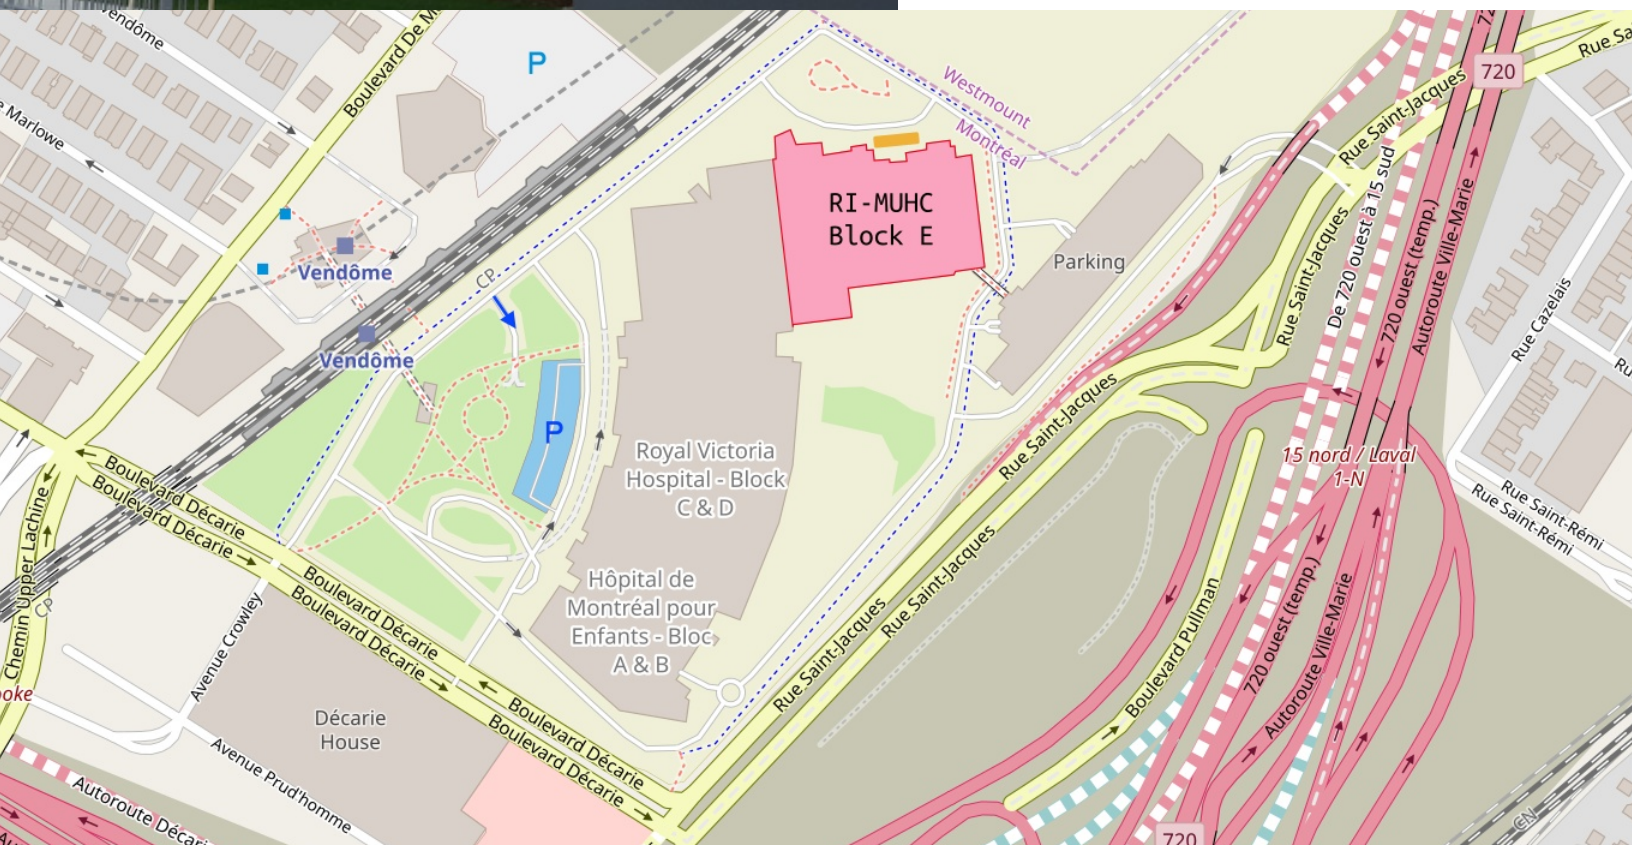 Vendôme
Boulevard De M
P
Westmount
Montréal
720
Rue Sa
72
Rue Saint-Jacques
e Marlowe
RI-MUHC
Block E
De 720 ouest à 15 sud
720 ouest (temp.)
Autoroute Ville-Marie
Vendôme
CP
Parking
Rue Saint-Jacques
Rue Cazelais
Ru
Vendôme
P
Rue Saint-Jacques
Royal Victoria
Hospital - Block
C & D
15 nord / Laval
1-N
Boulevard Décarie
Boulevard Décarie
Rue Saint-Rémi
Rue Saint-Rémi
Chemin Upper Lachine
CP
Rue Saint-Jacques
Hôpital de
Montréal pour
Enfants - Bloc
A & B
Boulevard Décarie
Boulevard Décarie
Avenue Crowley
Rue Saint-Jacques
Boulevard Pullman
720 ouest (temp.)
Autoroute Ville-Marie
ooke
Décarie
House
Boulevard Décarie
Boulevard Décarie
Avenue Prud'homme
Autoroute Décar
Au
720
CN